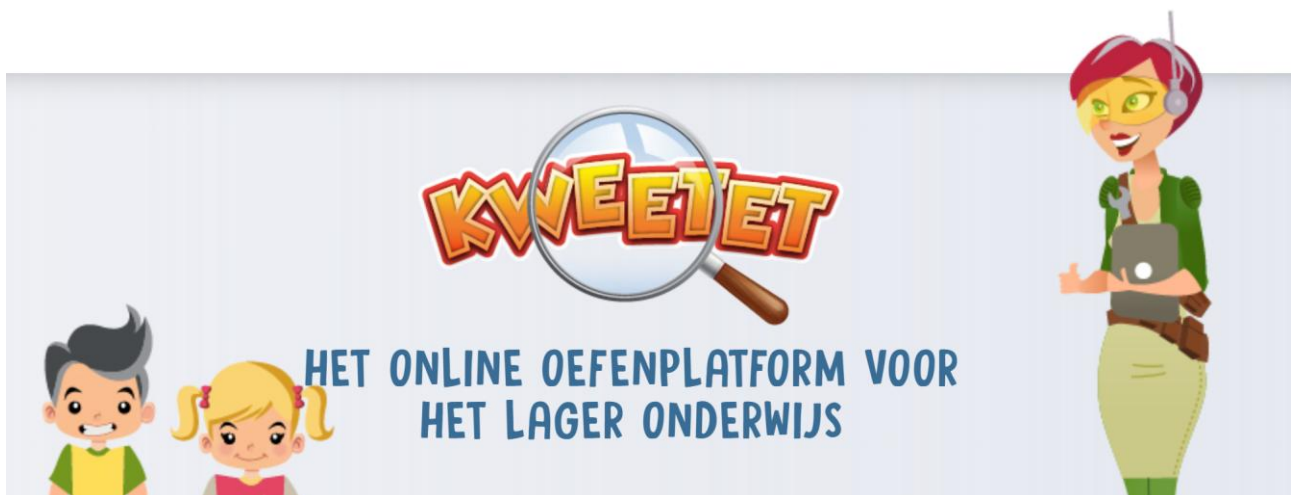 KWEETET
HET ONLINE OEFENPLATFORM VOOR
HET LAGER ONDERWIJS